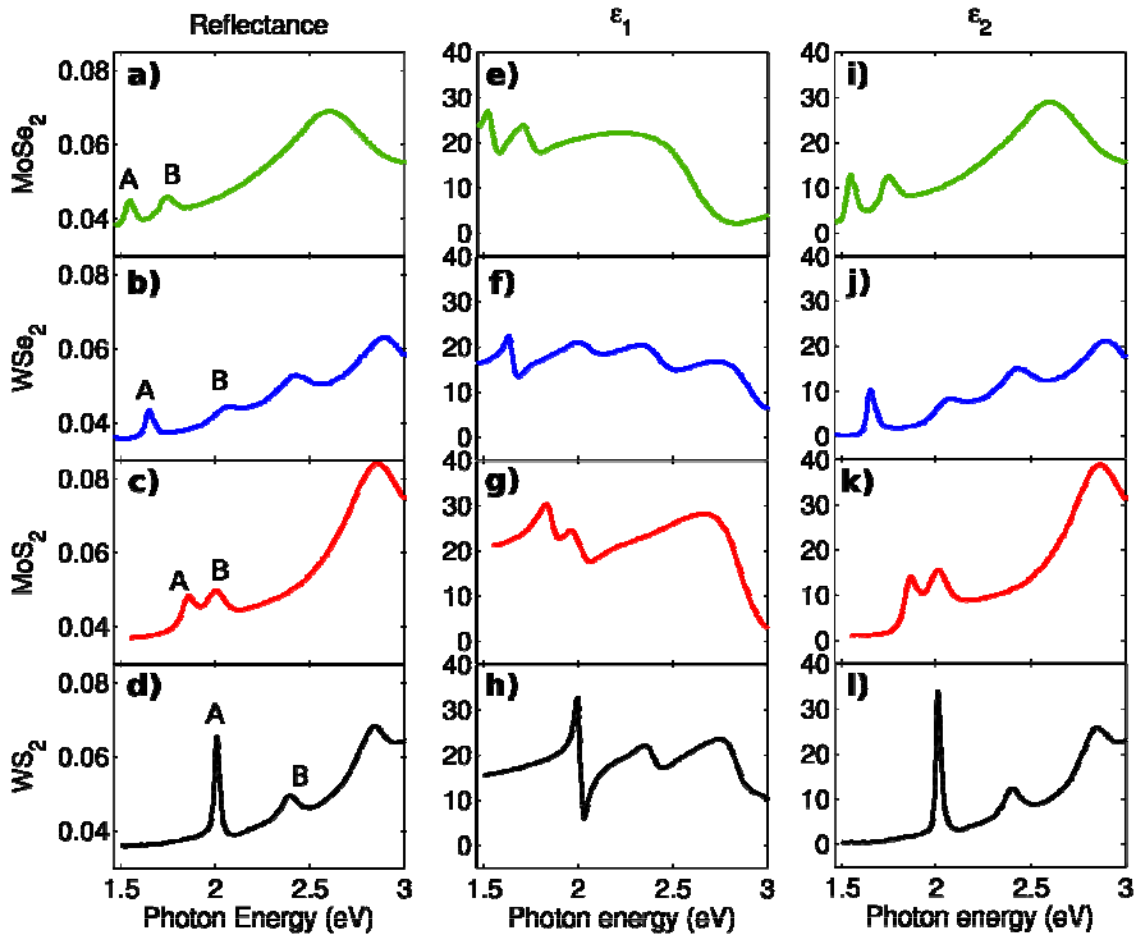 Reflectance ε₁ ε₂
MoSe₂
0.08
0.06
0.04
a)
A
B
40
30
20
10
0
e)
40
30
20
10
0
i)
WSe₂
0.08
0.06
0.04
b)
A
B
40
30
20
10
0
f)
40
30
20
10
0
j)
MoS₂
0.08
0.06
0.04
c)
A
B
40
30
20
10
0
g)
40
30
20
10
0
k)
WS₂
0.08
0.06
0.04
d)
A
B
40
30
20
10
0
h)
40
30
20
10
0
l)
1.5 2 2.5 3 1.5 2 2.5 3 1.5 2 2.5 3
Photon Energy (eV) Photon energy (eV) Photon energy (eV)